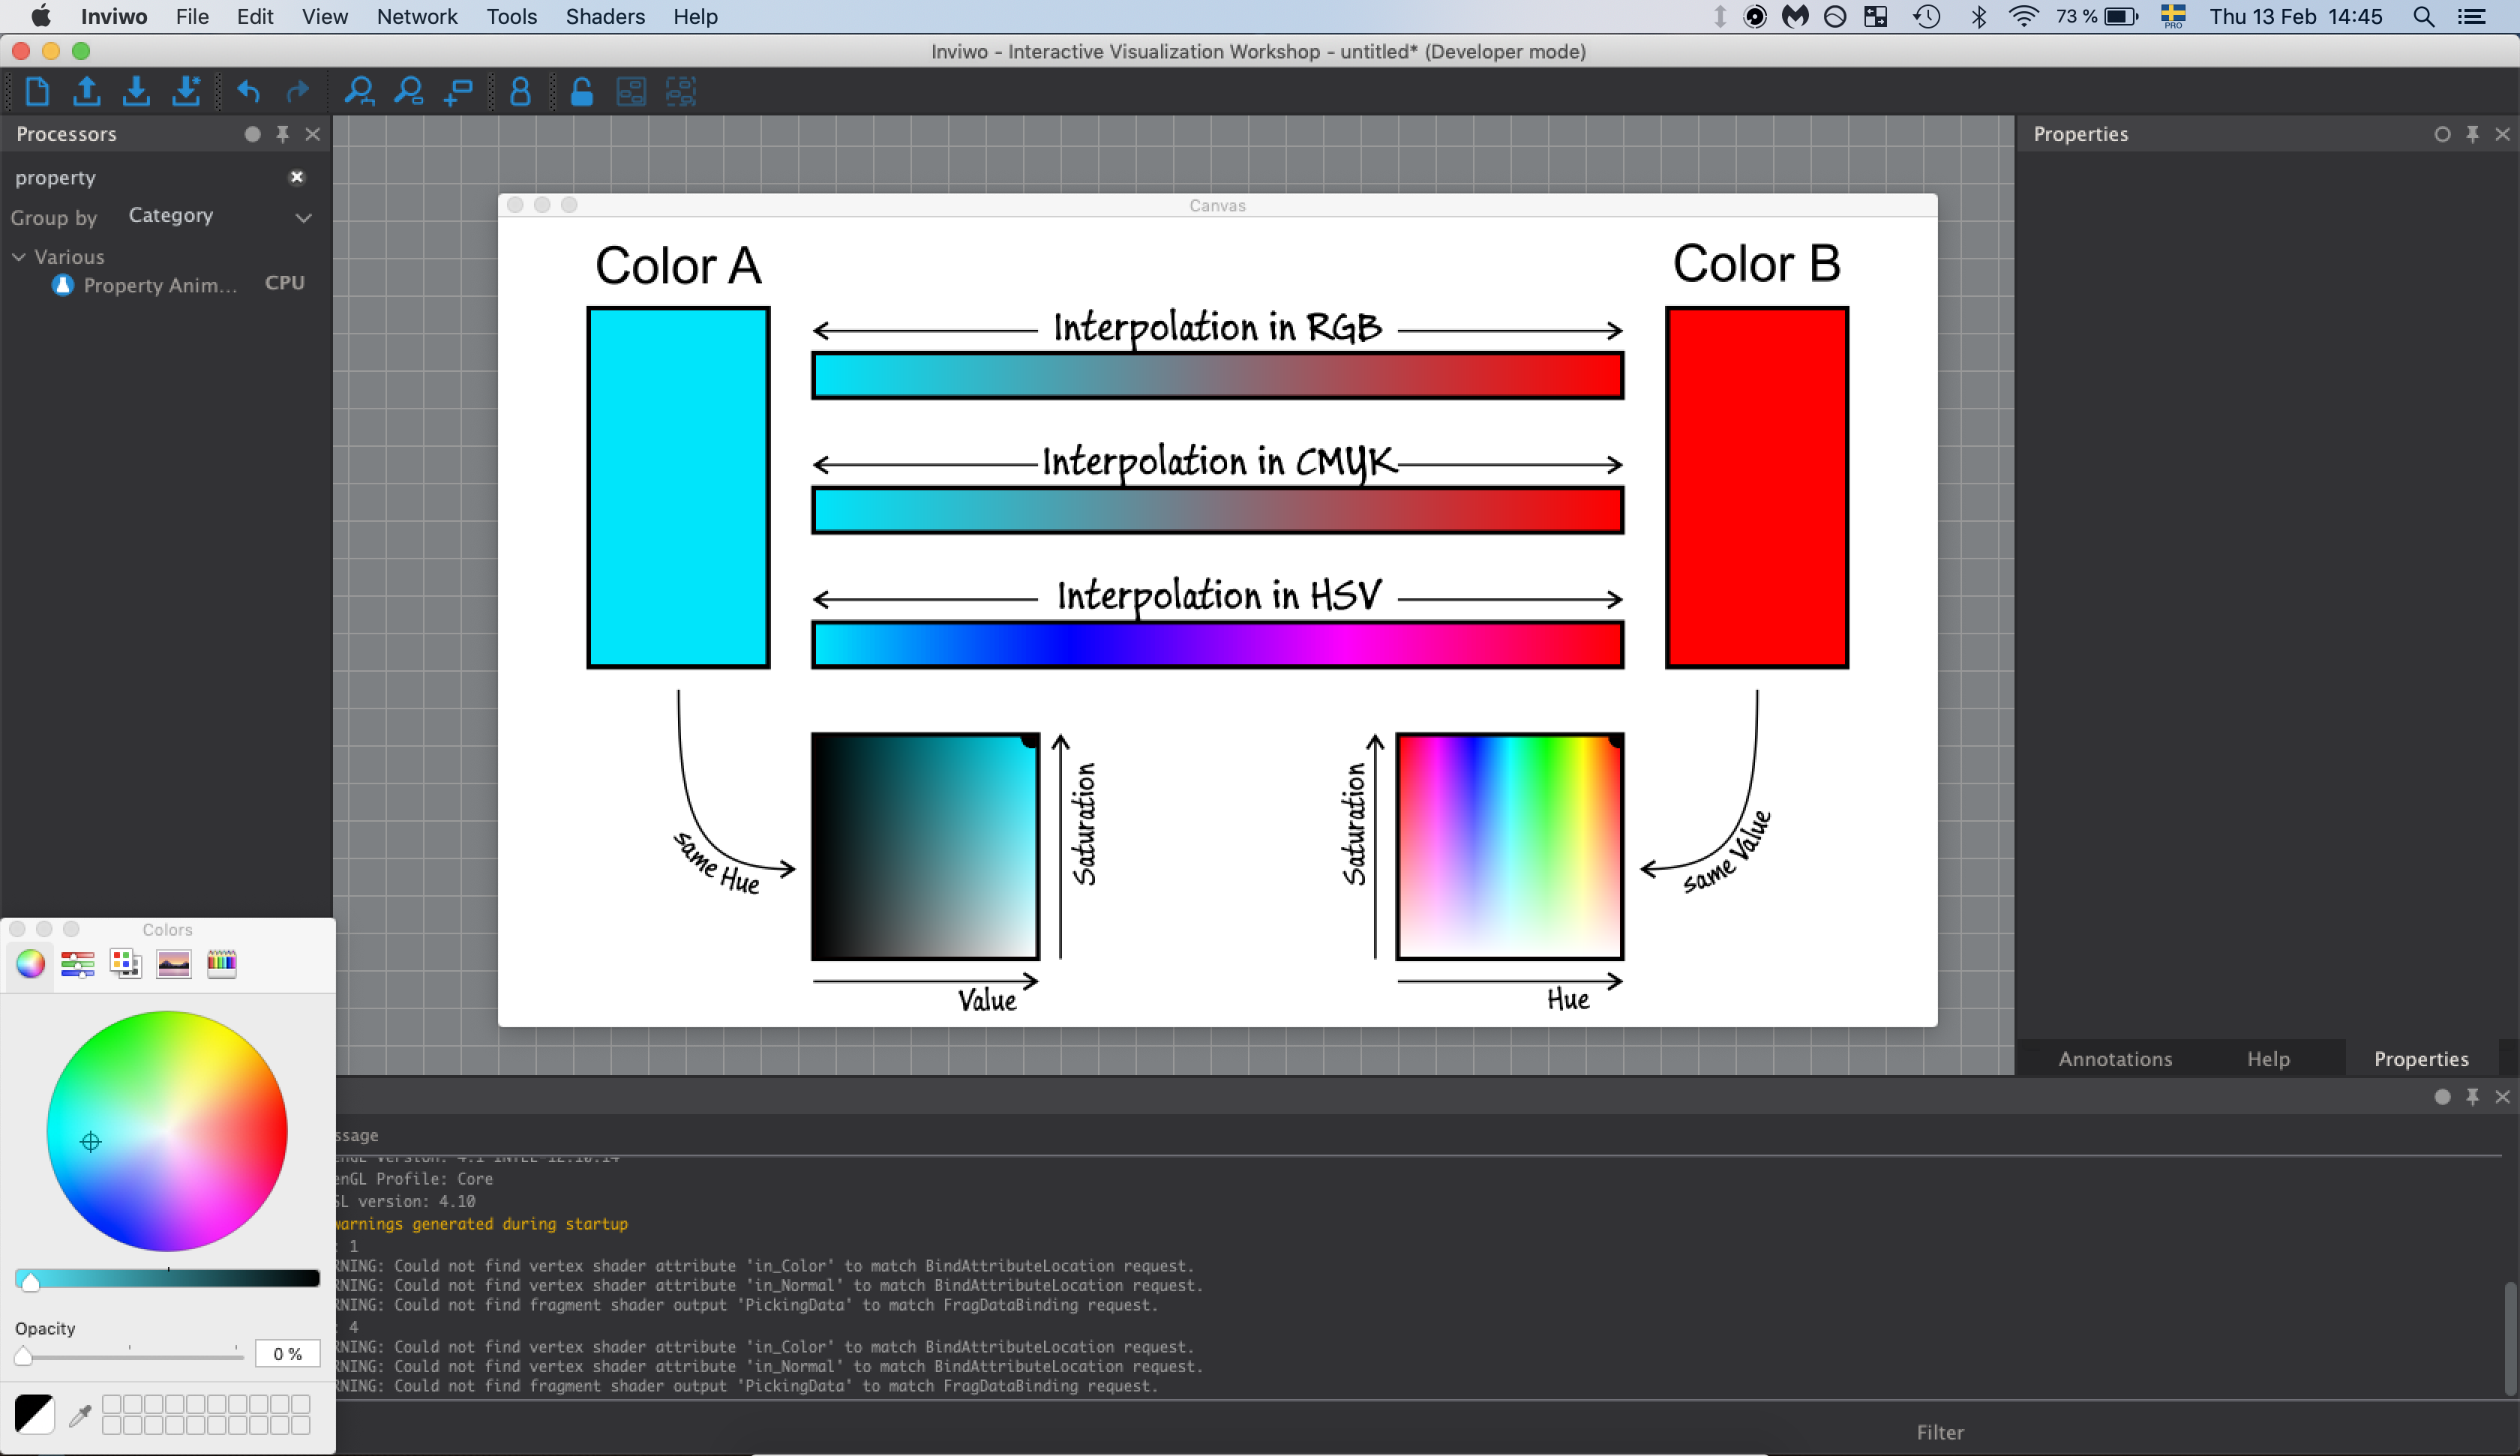 Inviwo File Edit View Network Tools Shaders Help 73 % PRO Thu 13 Feb 14:45
Inviwo - Interactive Visualization Workshop - untitled* (Developer mode)
Processors
property
Group by Category
Various
Property Anim... CPU
Canvas
Color A
Color B
Interpolation in RGB
Interpolation in CMYK
Interpolation in HSV
same Hue
Saturation
Value
Saturation
Hue
same Value
Properties
Annotations Help Properties
Colors
Opacity
0 %
ssage
enGL Profile: Core
SL version: 4.10
warnings generated during startup
: 1
RNING: Could not find vertex shader attribute 'in_Color' to match BindAttributeLocation request.
RNING: Could not find vertex shader attribute 'in_Normal' to match BindAttributeLocation request.
RNING: Could not find fragment shader output 'PickingData' to match FragDataBinding request.
: 4
RNING: Could not find vertex shader attribute 'in_Color' to match BindAttributeLocation request.
RNING: Could not find vertex shader attribute 'in_Normal' to match BindAttributeLocation request.
RNING: Could not find fragment shader output 'PickingData' to match FragDataBinding request.
Filter